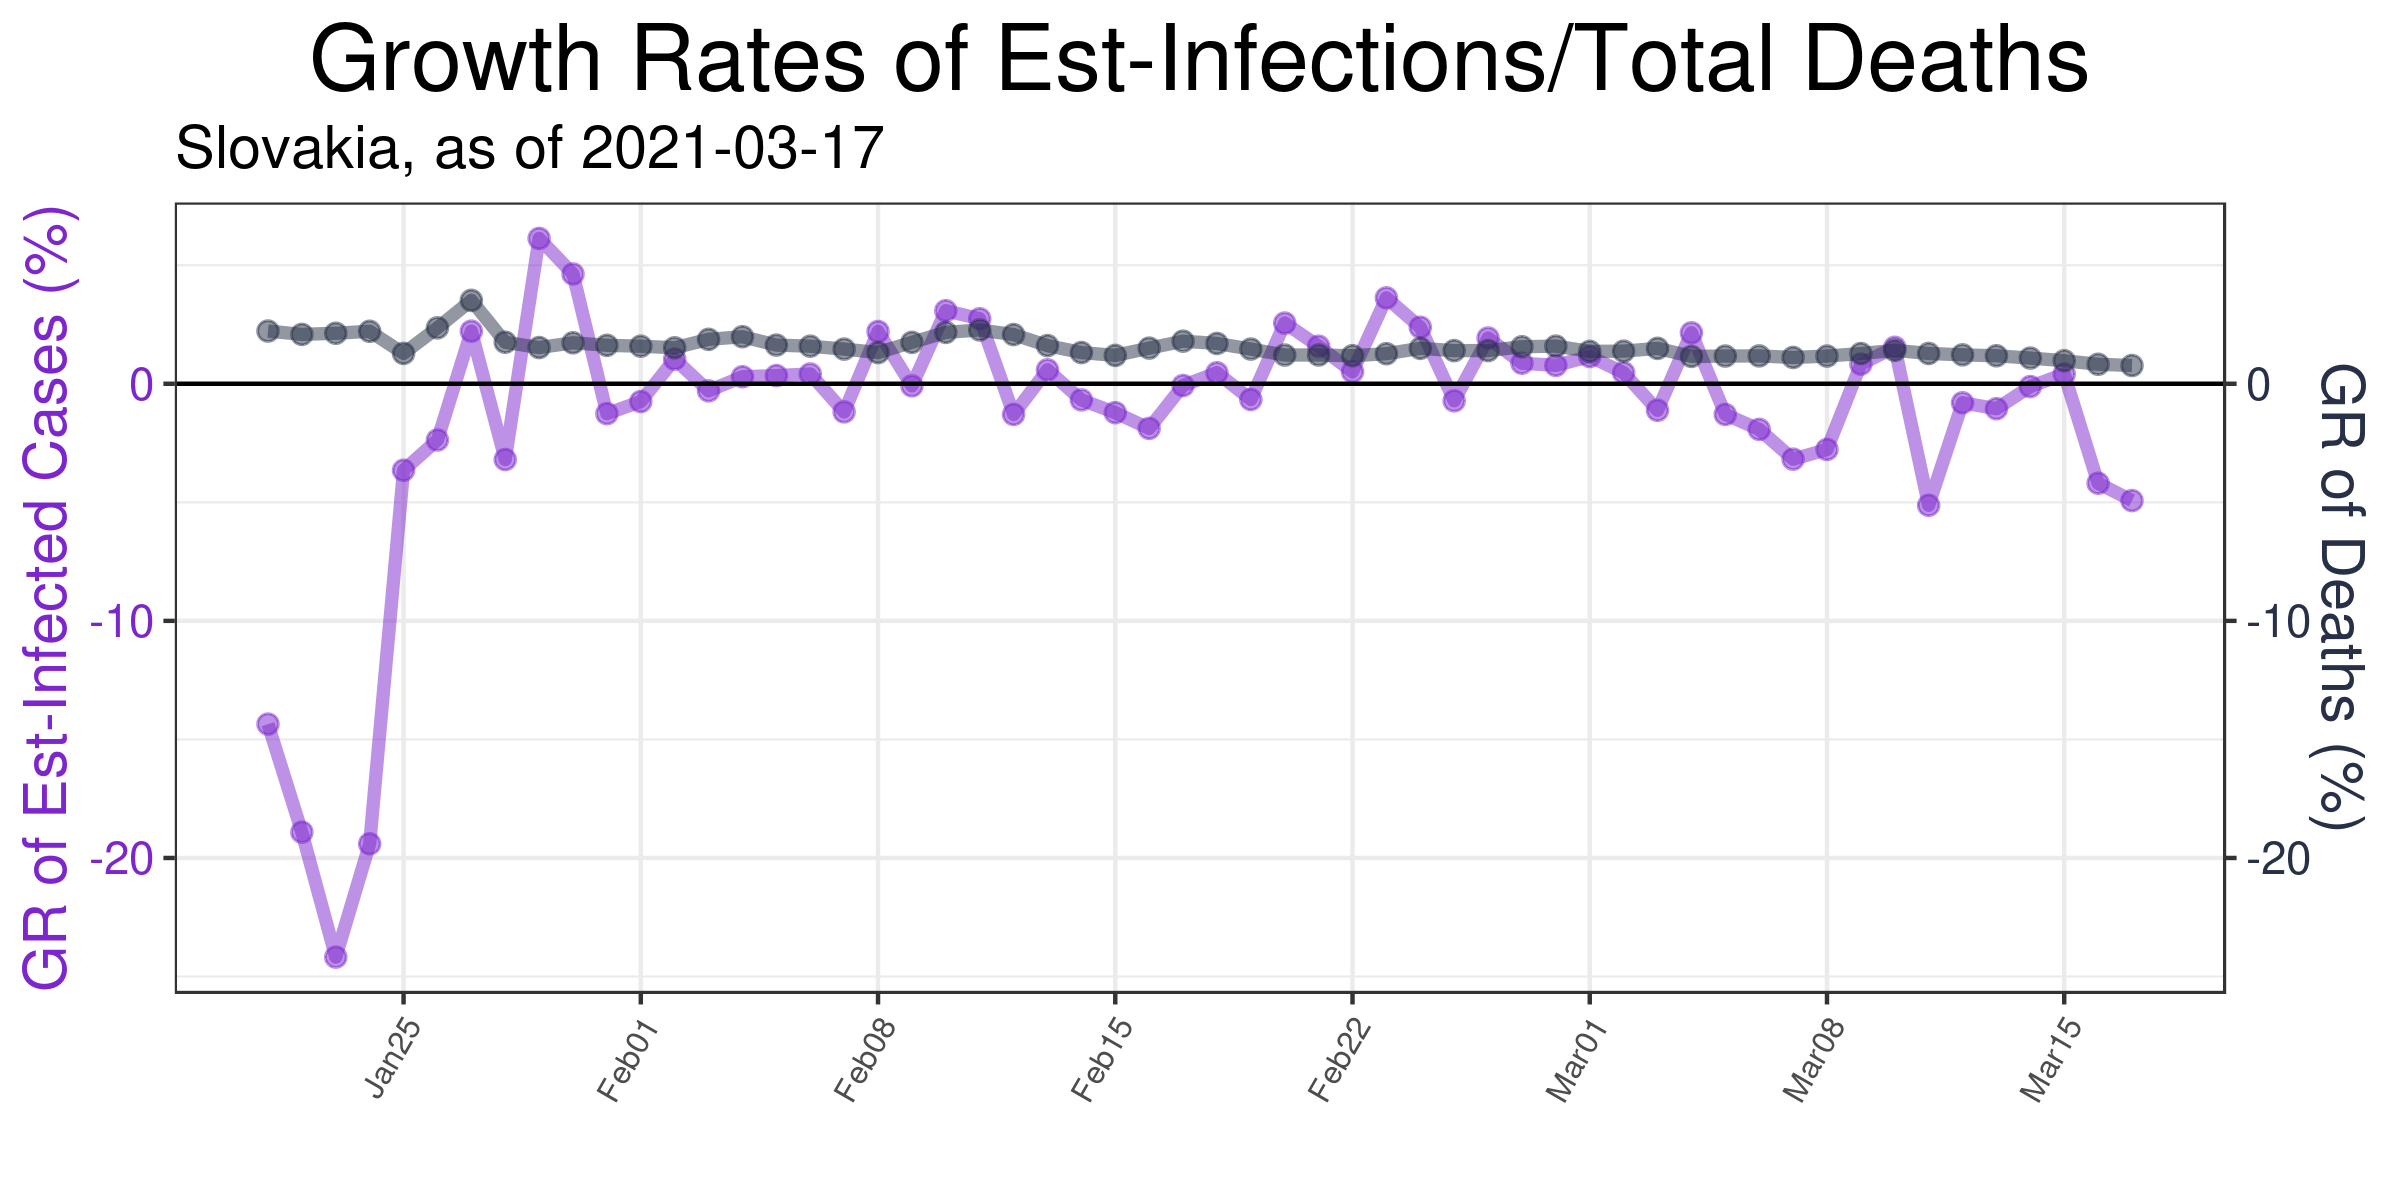 Growth Rates of Est-Infections/Total Deaths
Slovakia, as of 2021-03-17
GR of Est-Infected Cases (%)
0
-10
-20
0
-10
-20
GR of Deaths (%)
Jan25
Feb01
Feb08
Feb15
Feb22
Mar01
Mar08
Mar15